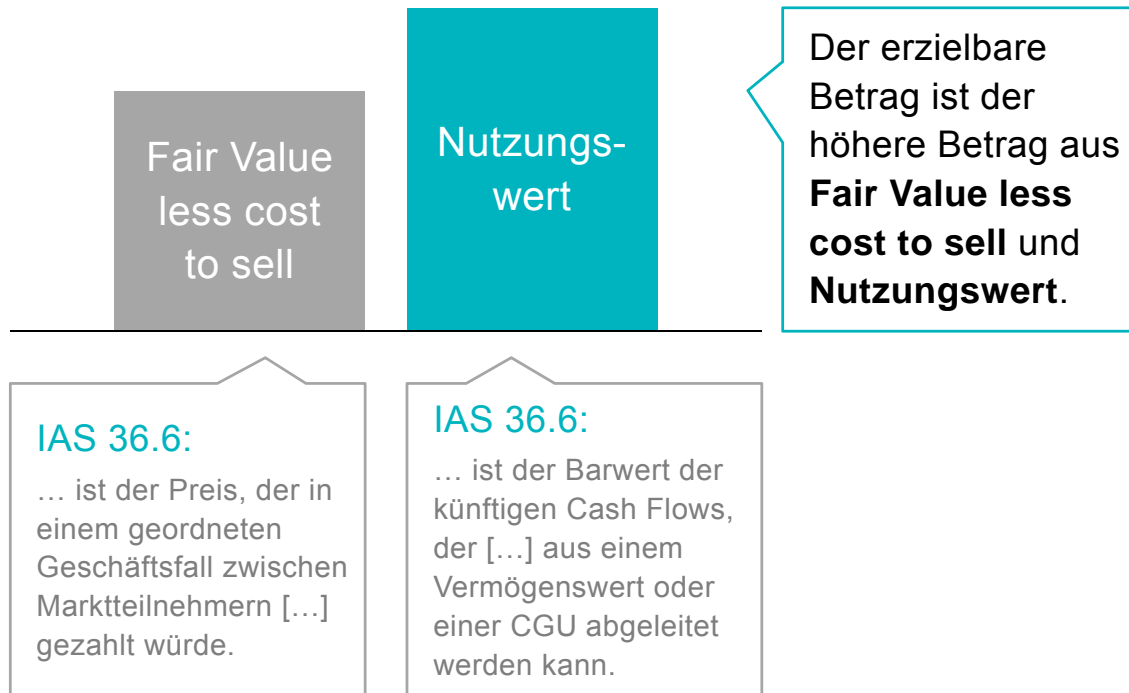 Fair Value
less cost
to sell
Nutzungs-
wert
Der erzielbare
Betrag ist der
höhere Betrag aus
Fair Value less
cost to sell und
Nutzungswert.
IAS 36.6:
… ist der Preis, der in
einem geordneten
Geschäftsfall zwischen
Marktteilnehmern […]
gezahlt würde.
IAS 36.6:
… ist der Barwert der
künftigen Cash Flows,
der […] aus einem
Vermögenswert oder
einer CGU abgeleitet
werden kann.